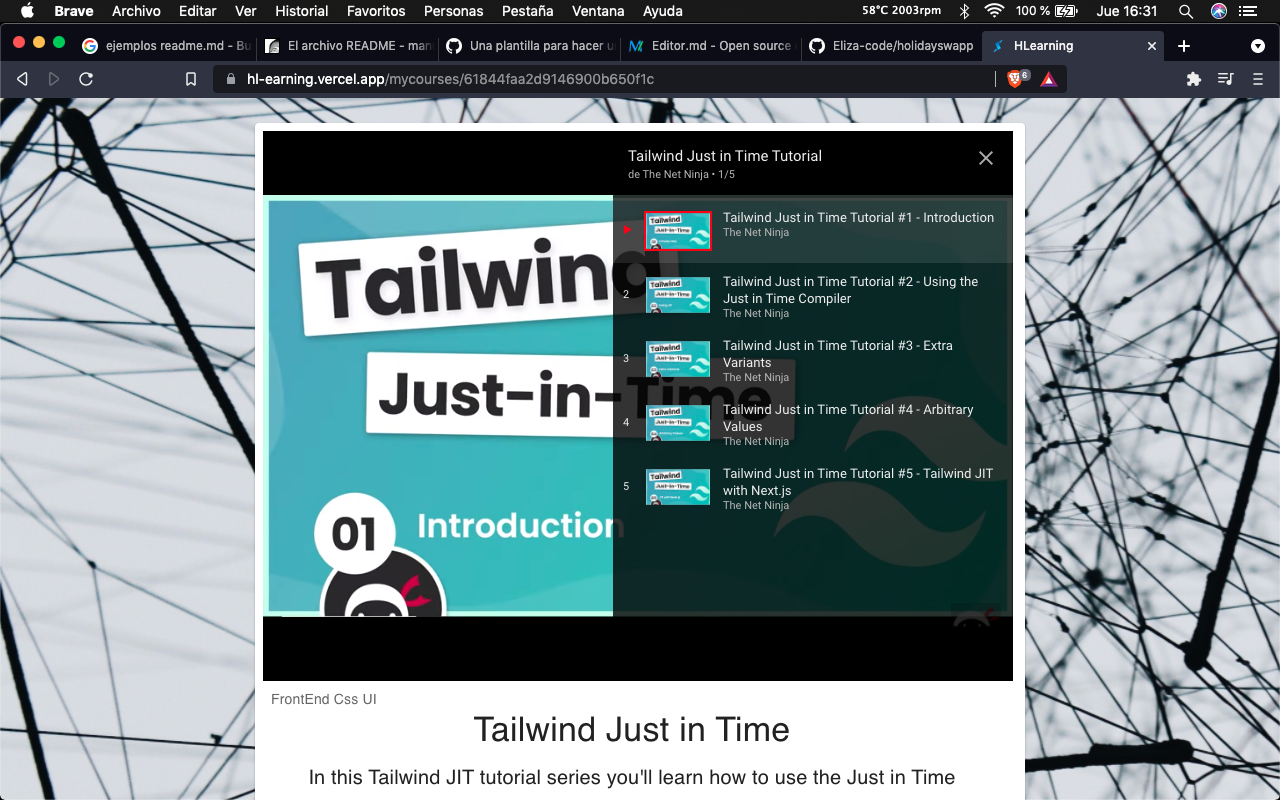 Brave Archivo Editar Ver Historial Favoritos Personas Pestaña Ventana Ayuda 58°C 2003rpm 100 % Jue 16:31
ejemplos readme.md - Bu El archivo README - man Una plantilla para hacer u Editor.md - Open source Eliza-code/holidayswapp HLearning
hl-earning.vercel.app/mycourses/61844faa2d9146900b650f1c 6
Tailwind Just in Time Tutorial
de The Net Ninja • 1/5
Tailwind Just in Time Tutorial #1 - Introduction
The Net Ninja
2 Tailwind Just in Time Tutorial #2 - Using the
Just in Time Compiler
The Net Ninja
3 Tailwind Just in Time Tutorial #3 - Extra
Variants
The Net Ninja
4 Tailwind Just in Time Tutorial #4 - Arbitrary
Values
The Net Ninja
5 Tailwind Just in Time Tutorial #5 - Tailwind JIT
with Next.js
The Net Ninja
Tailwind
Just-in-Time
01 Introduction
FrontEnd Css UI
Tailwind Just in Time
In this Tailwind JIT tutorial series you'll learn how to use the Just in Time